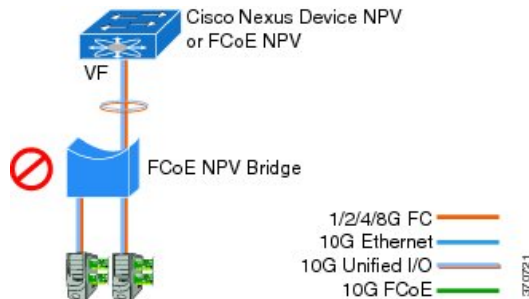 Cisco Nexus Device NPV
or FCoE NPV
VF
FCoE NPV Bridge
1/2/4/8G FC
10G Ethernet
10G Unified I/O
10G FCoE
370721